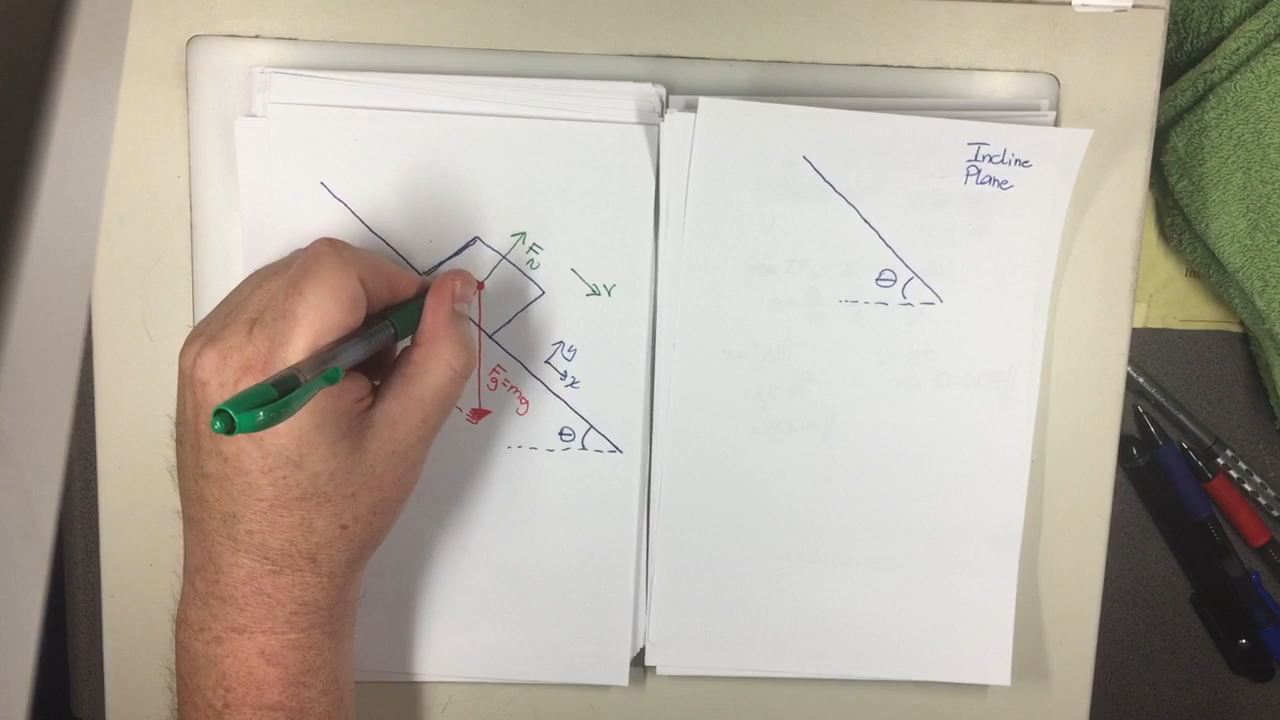 F_N
v
y
x
F_g=mg
θ
Incline
Plane
θ